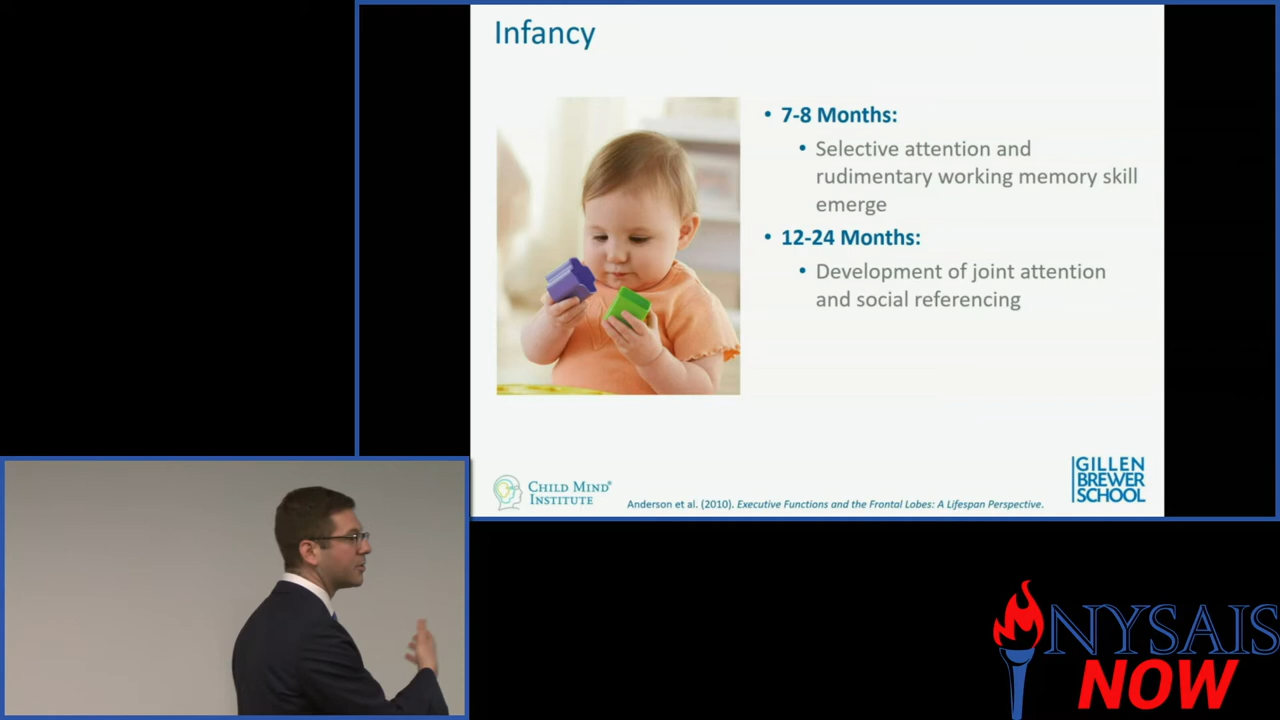 Infancy
• 7-8 Months:
• Selective attention and
rudimentary working memory skill
emerge
• 12-24 Months:
• Development of joint attention
and social referencing
CHILD MIND®
INSTITUTE
Anderson et al. (2010). Executive Functions and the Frontal Lobes: A Lifespan Perspective.
GILLEN
BREWER
SCHOOL
NYSAIS
NOW